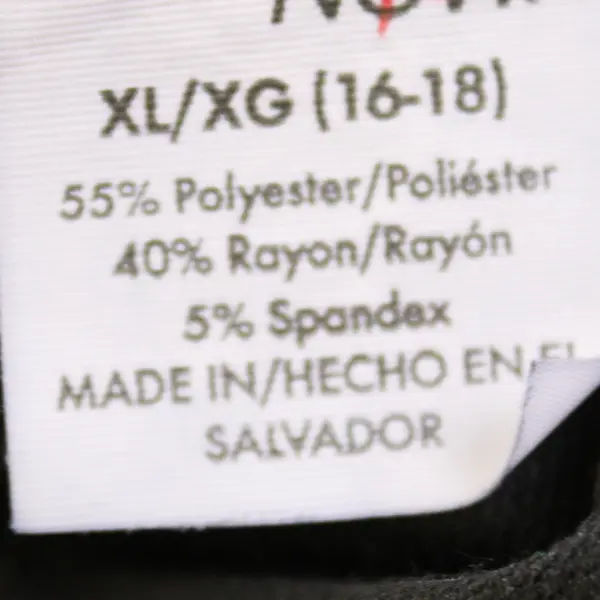 XL/XG (16-18)
55% Polyester/Poliéster
40% Rayon/Rayón
5% Spandex
MADE IN/HECHO EN EL
SALVADOR